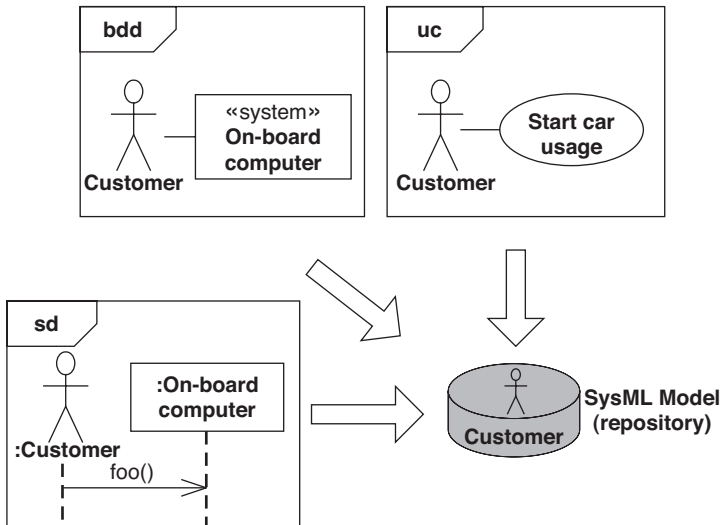 bdd
«system»
On-board
computer
Customer
uc
Start car
usage
Customer
sd
:On-board
computer
:Customer
foo()
Customer
SysML Model
(repository)